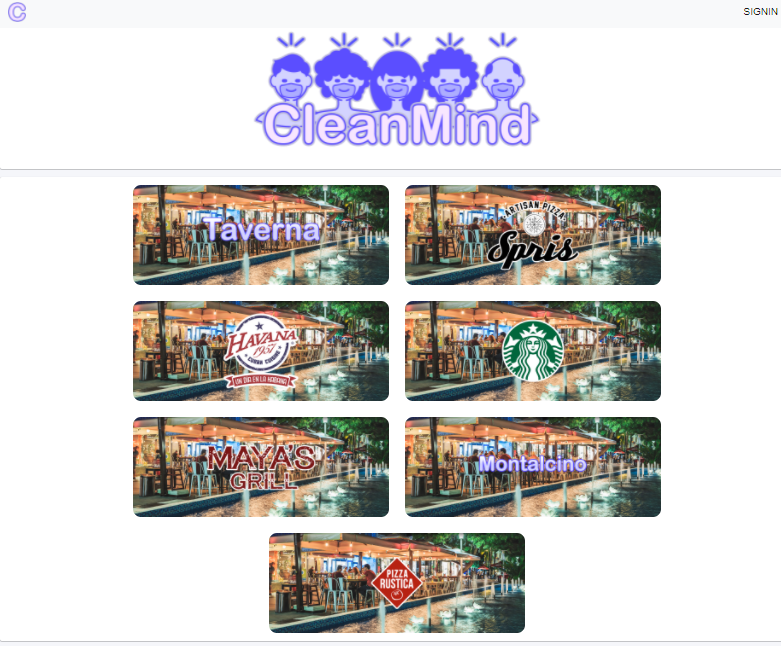 C
SIGNIN
CleanMind
Taverna
ARTISAN PIZZA
Spris
HAVANA
1957
CUBAN CUISINE
UN DIA EN LA HABANA
MAYA'S
GRILL
Montalcino
PIZZA
RUSTICA